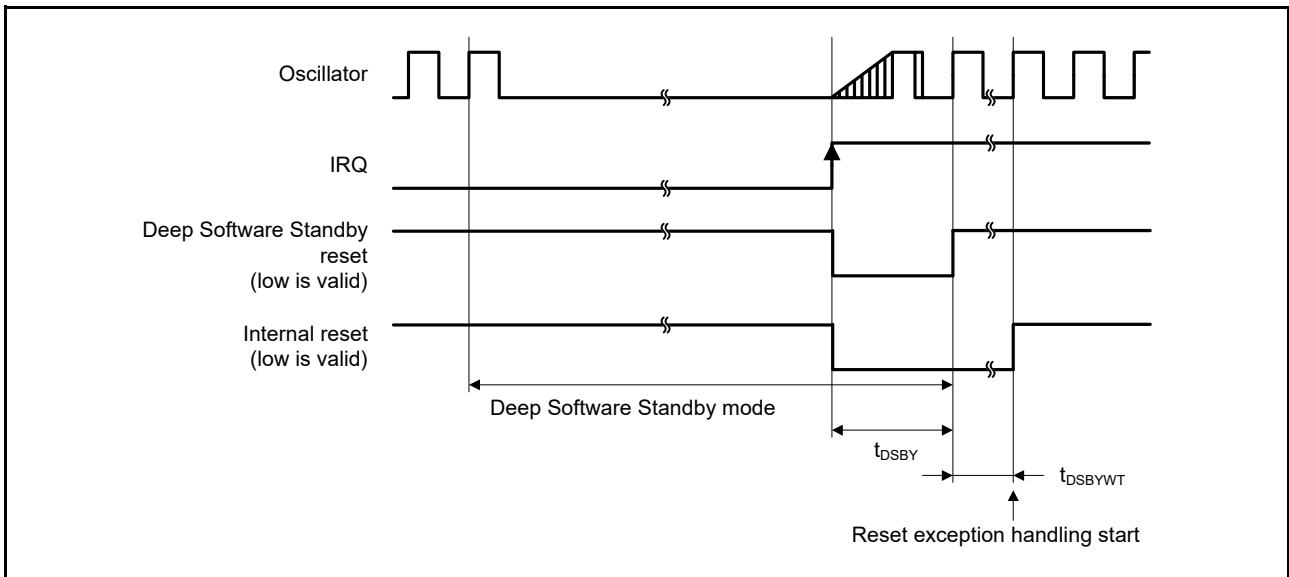 Oscillator
IRQ
Deep Software Standby
reset
(low is valid)
Internal reset
(low is valid)
Deep Software Standby mode
tDSBY
tDSBYWT
Reset exception handling start